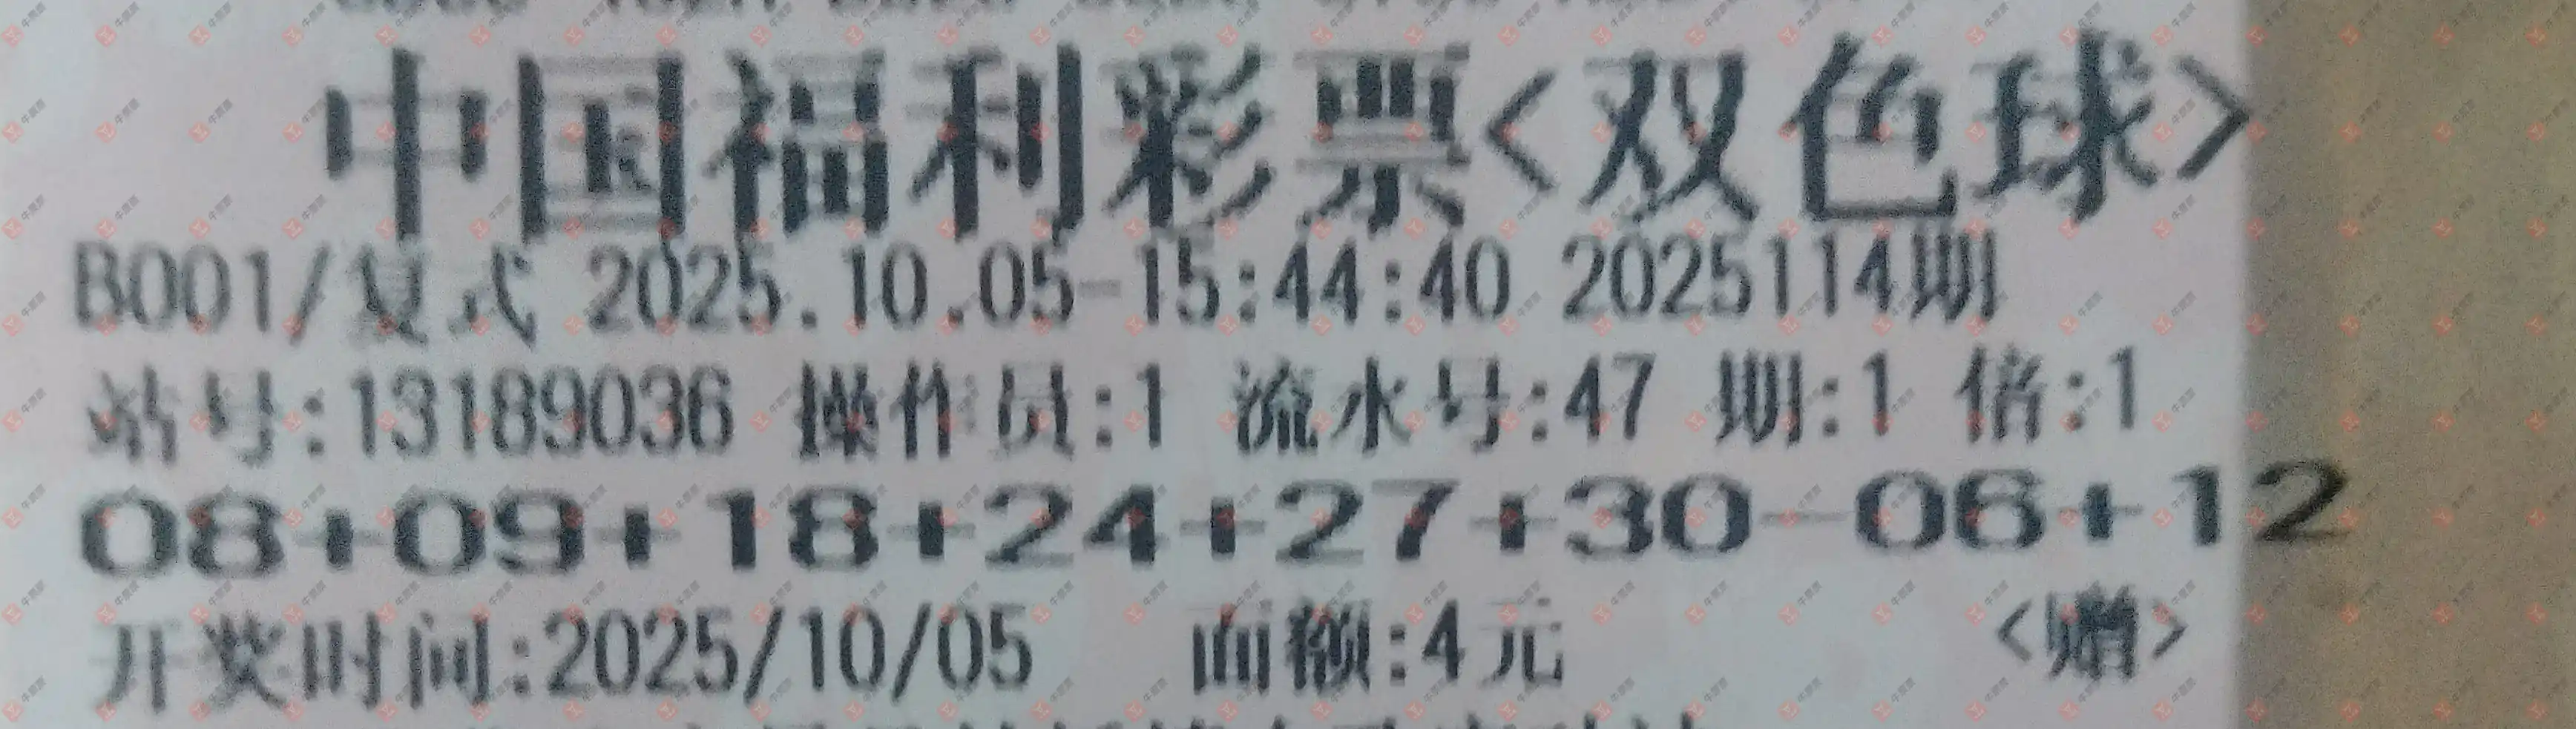 中国福利彩票<双色球>
B001/复式 2025.10.05-15:44:40 2025114期
站号:13189036 操作员:1 流水号:47 期:1 倍:1
08+09+18+24+27+30-06+12
开奖时间:2025/10/05 面额:4元 <赠>